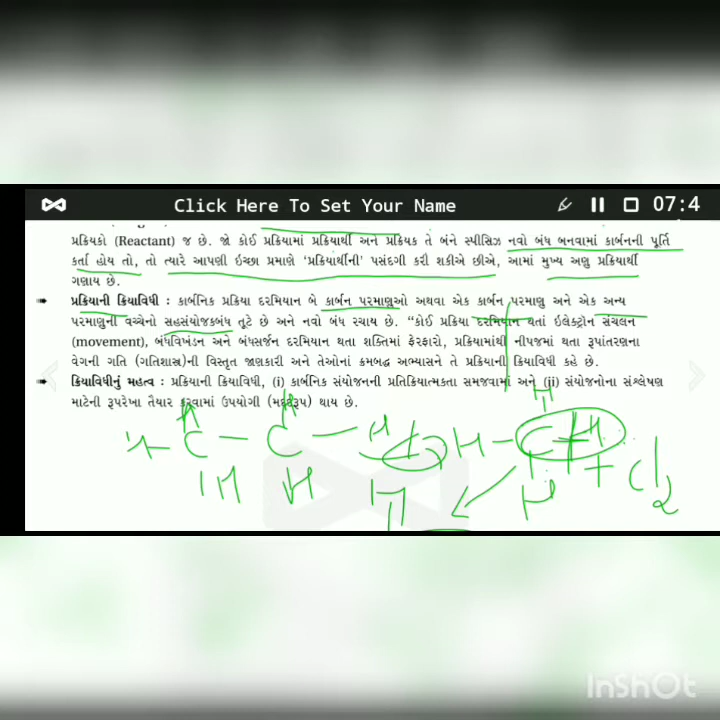 Click Here To Set Your Name 07:4
પ્રક્રિયકો (Reactant) જ છે. જો કોઈ પ્રક્રિયામાં પ્રક્રિયાર્થી અને પ્રક્રિયક તે બંને સ્પીસિઝ નવો બંધ બનવામાં કાર્બનની પૂર્તિ
કર્તા હોય તો, તો ત્યારે આપણી ઇચ્છા પ્રમાણે ‘પ્રક્રિયાર્થીની’ પસંદગી કરી શકીએ છીએ, આમાં મુખ્ય અણુ પ્રક્રિયાર્થી
ગણાય છે.
➠ પ્રક્રિયાની ક્રિયાવિધી : કાર્બનિક પ્રક્રિયા દરમિયાન બે કાર્બન પરમાણુઓ અથવા એક કાર્બન પરમાણુ અને એક અન્ય
પરમાણુની વચ્ચેનો સહસંયોજકબંધ તૂટે છે અને નવો બંધ રચાય છે. “કોઈ પ્રક્રિયા દરમિયાન થતાં ઇલેક્ટ્રોન સંચલન
(movement), બંધવિખંડન અને બંધસર્જન દરમિયાન થતા શક્તિમાં ફેરફારો, પ્રક્રિયામાંથી નીપજમાં થતા રૂપાંતરણના
વેગની ગતિ (ગતિશાસ્ત્ર)ની વિસ્તૃત જાણકારી અને તેઓનાં ક્રમબદ્ધ અભ્યાસને તે પ્રક્રિયાની ક્રિયાવિધી કહે છે.
➠ ક્રિયાવિધીનું મહત્વ : પ્રક્રિયાની ક્રિયાવિધી, (i) કાર્બનિક સંયોજનની પ્રતિક્રિયાત્મકતા સમજવામાં અને (ii) સંયોજનોના સંશ્લેષણ
માટેની રૂપરેખા તૈયાર કરવામાં ઉપયોગી (મદદરૂપ) થાય છે.
H H H
H - C - C - H H - C - H + Cl2
H H H H
InShOt